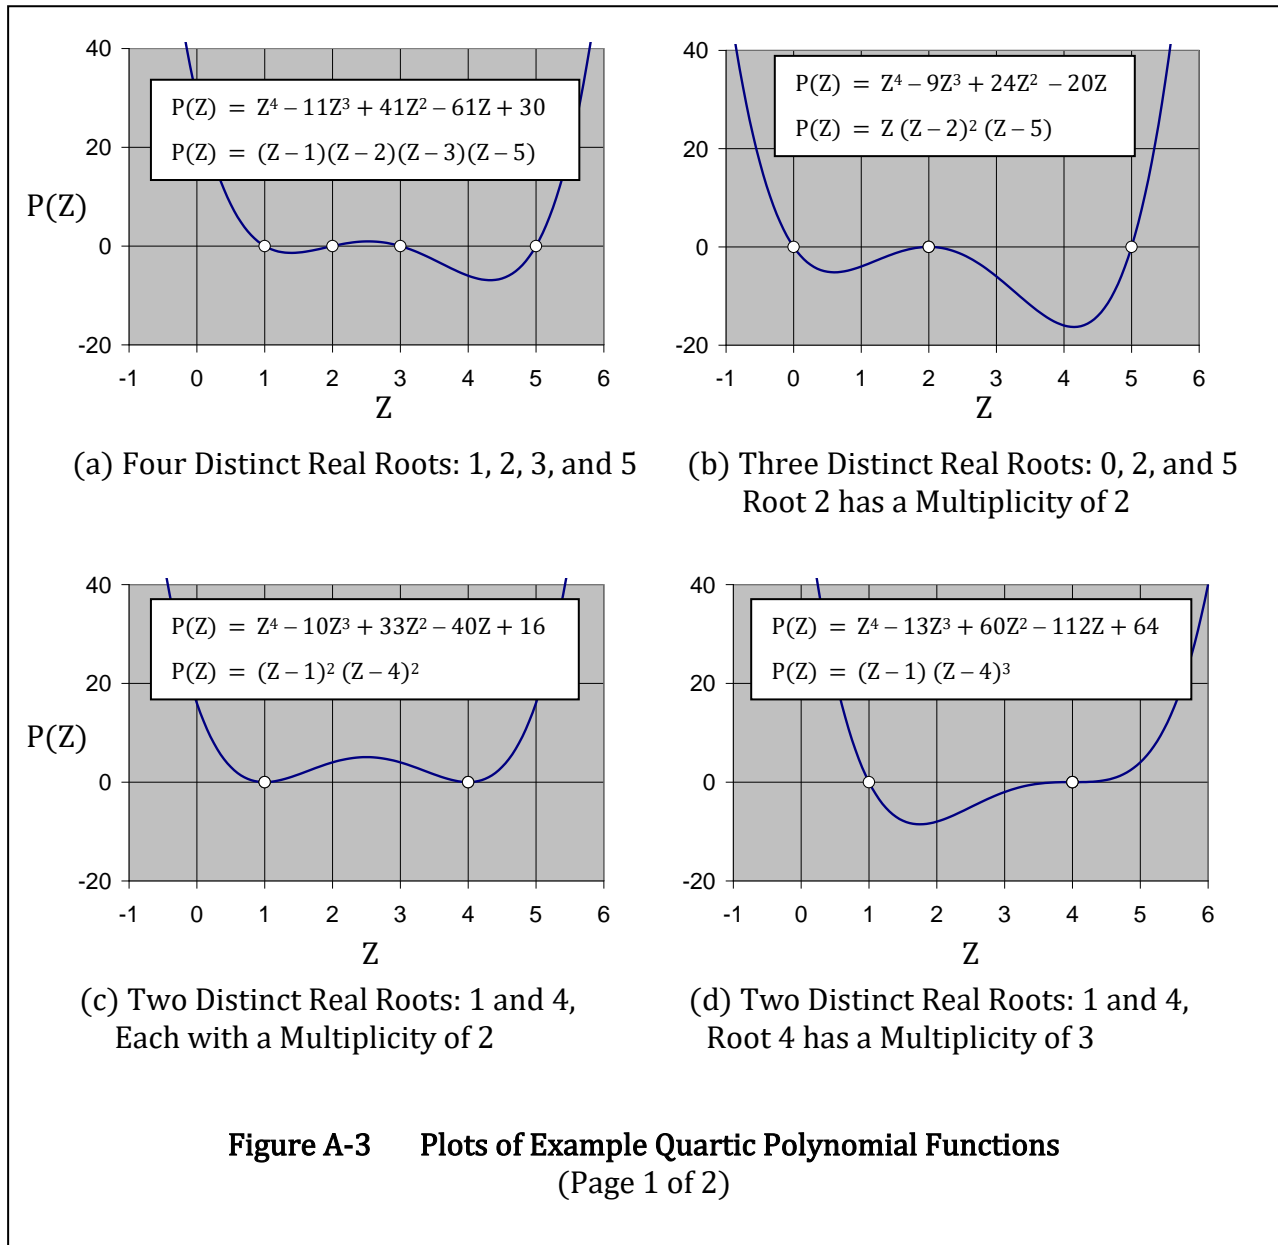 40
20
0
-20
P(Z)
P(Z) = Z⁴ – 11Z³ + 41Z² – 61Z + 30
P(Z) = (Z – 1)(Z – 2)(Z – 3)(Z – 5)
-1 0 1 2 3 4 5 6
Z
(a) Four Distinct Real Roots: 1, 2, 3, and 5
40
20
0
-20
P(Z) = Z⁴ – 9Z³ + 24Z² – 20Z
P(Z) = Z (Z – 2)² (Z – 5)
-1 0 1 2 3 4 5 6
Z
(b) Three Distinct Real Roots: 0, 2, and 5
Root 2 has a Multiplicity of 2
40
20
0
-20
P(Z)
P(Z) = Z⁴ – 10Z³ + 33Z² – 40Z + 16
P(Z) = (Z – 1)² (Z – 4)²
-1 0 1 2 3 4 5 6
Z
(c) Two Distinct Real Roots: 1 and 4,
Each with a Multiplicity of 2
40
20
0
-20
P(Z) = Z⁴ – 13Z³ + 60Z² – 112Z + 64
P(Z) = (Z – 1) (Z – 4)³
-1 0 1 2 3 4 5 6
Z
(d) Two Distinct Real Roots: 1 and 4,
Root 4 has a Multiplicity of 3
Figure A-3 Plots of Example Quartic Polynomial Functions
(Page 1 of 2)